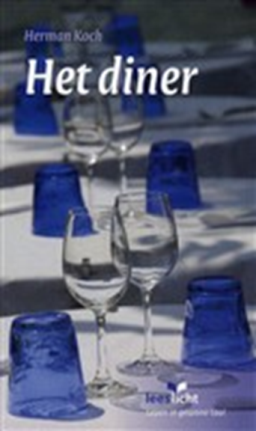 Herman Koch
Het diner
leeslicht
Lezen in gewone taal